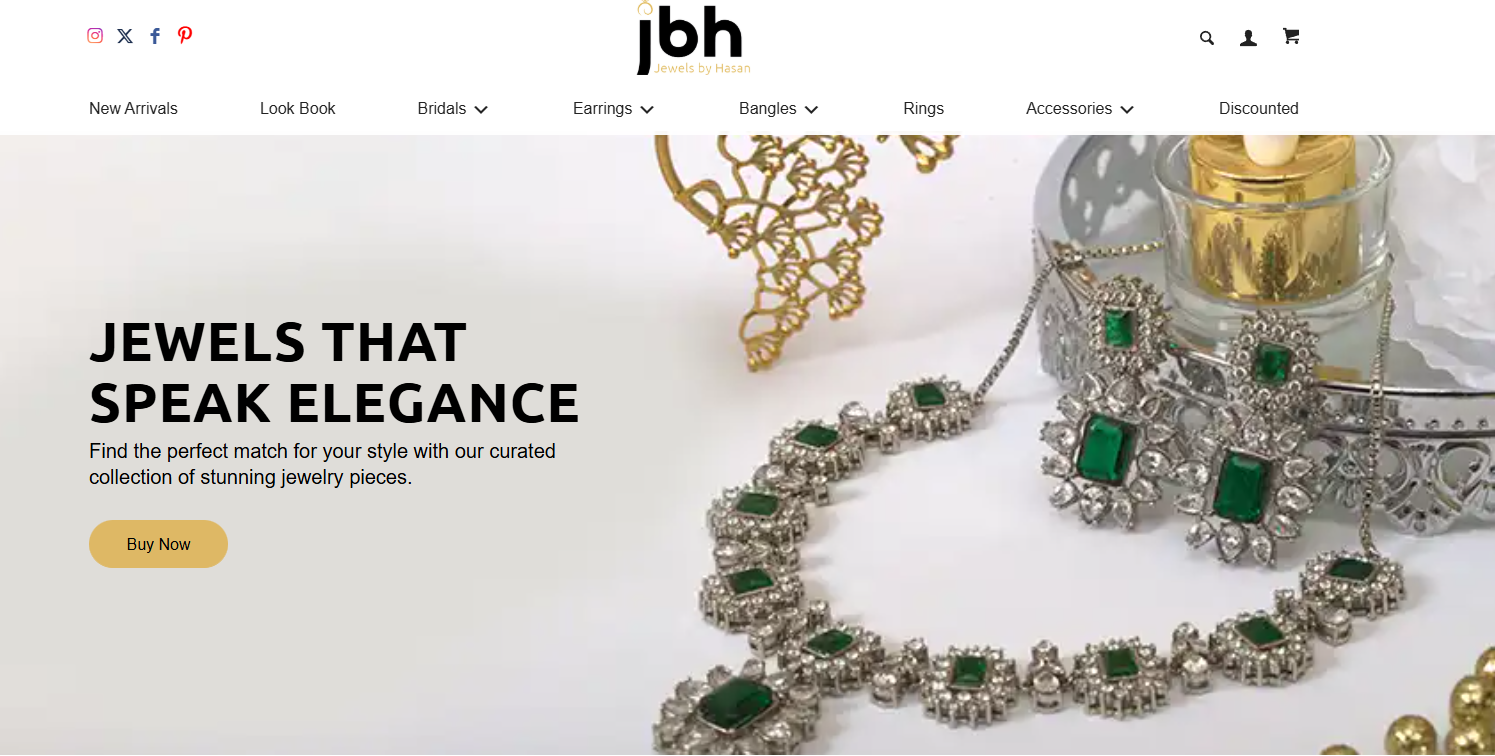 jbh
Jewels by Hasan
New Arrivals
Look Book
Bridals
Earrings
Bangles
Rings
Accessories
Discounted
JEWELS THAT
SPEAK ELEGANCE
Find the perfect match for your style with our curated
collection of stunning jewelry pieces.
Buy Now